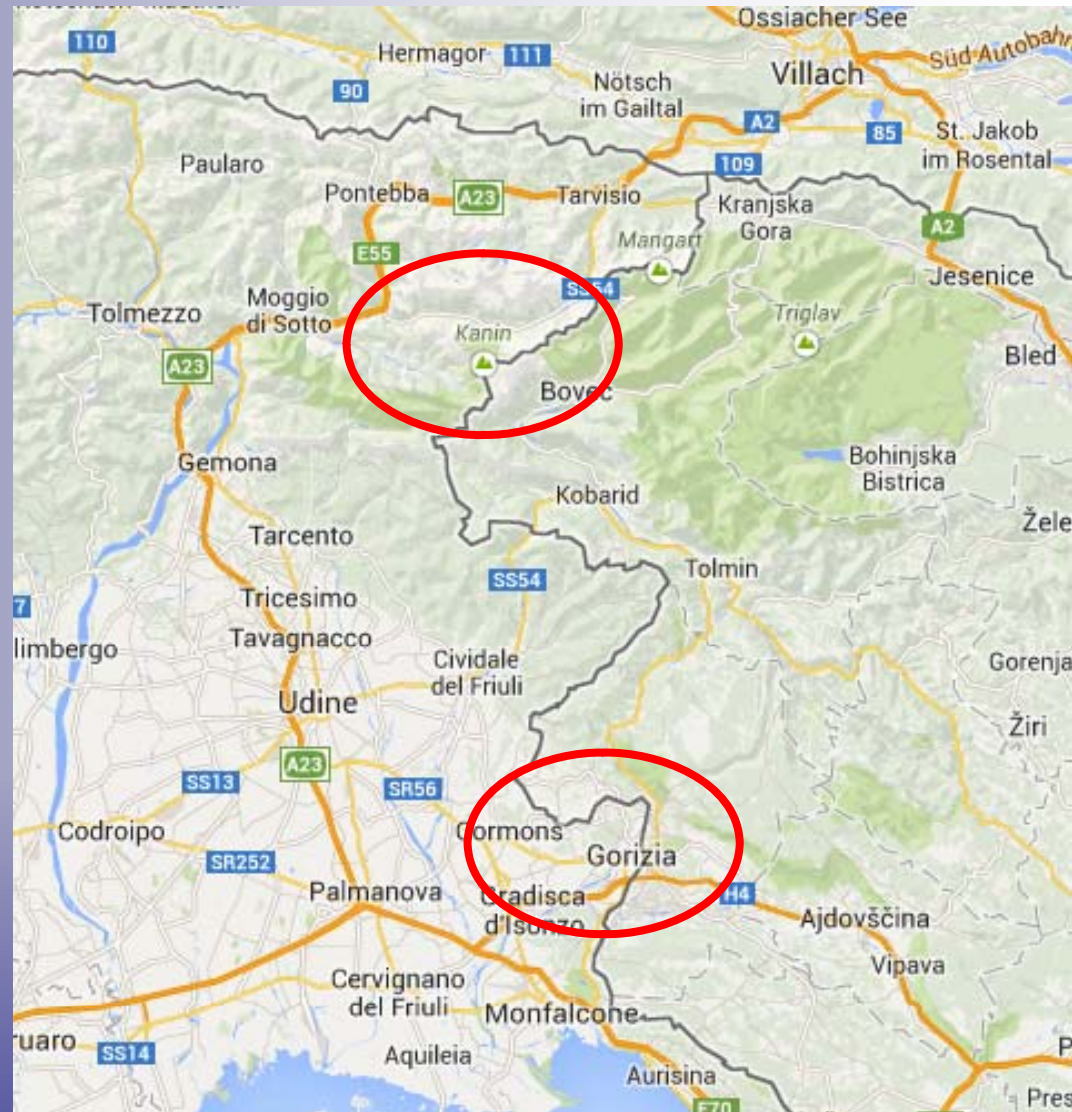 Ossiacher See
110
Hermagor
111
Süd Autobahn
Villach
Nötsch
im Gailtal
90
A2
85
St. Jakob
im Rosental
Paularo
109
Pontebba
A23
Tarvisio
Kranjska
Gora
A2
Mangart
E55
Jesenice
SS54
Moggio
di Sotto
Tolmezzo
Triglav
Kanin
Bled
A23
Bovec
Bohinjska
Bistrica
Gemona
Kobarid
Žele
Tarcento
Tolmin
SS54
Tricesimo
7
Tavagnacco
limbergo
Cividale
del Friuli
Gorenja
Udine
Žiri
A23
SS13
SR56
Codroipo
Cormons
Gorizia
SR252
Palmanova
Gradisca
d'Isonzo
H4
Ajdovščina
Vipava
Cervignano
del Friuli
Monfalcone
ruaro
SS14
Aquileia
P
Aurisina
E70
Pres